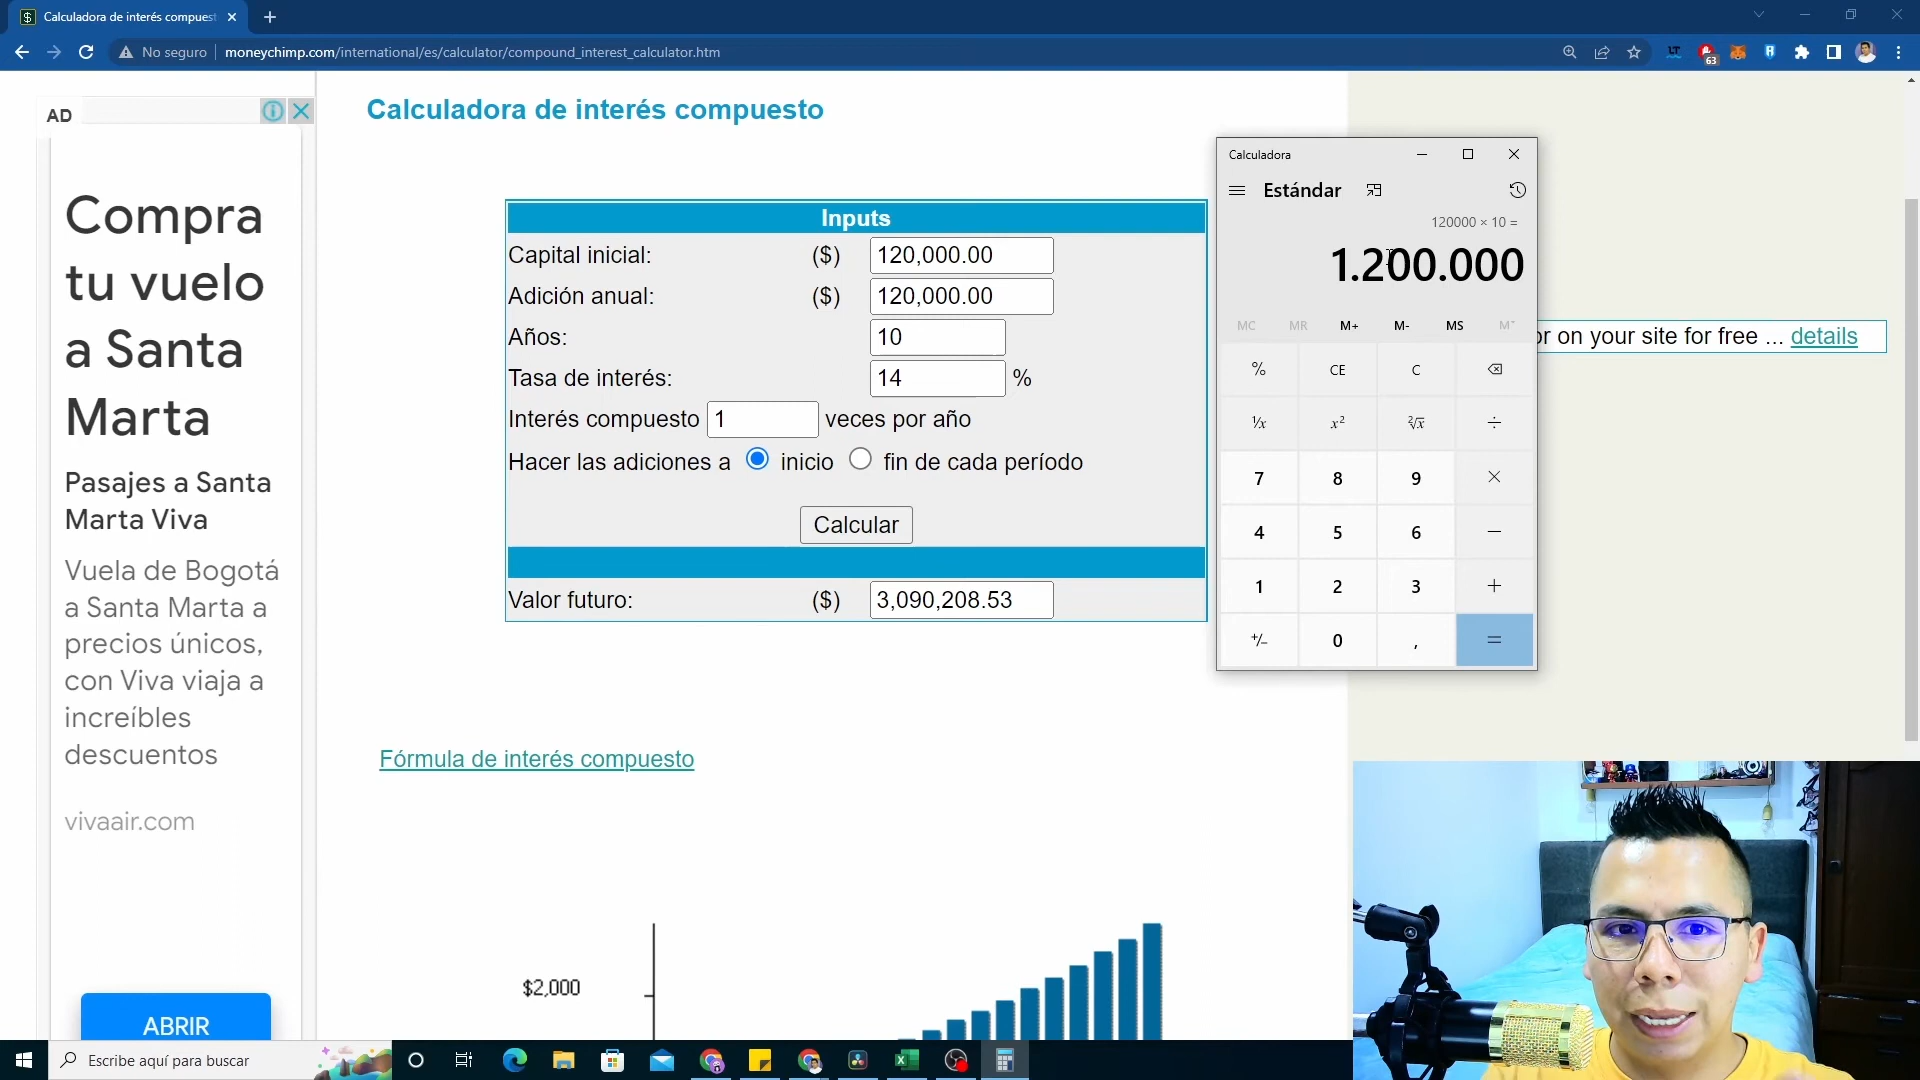 Calculadora de interés compuest
No seguro
moneychimp.com/international/es/calculator/compound_interest_calculator.htm
63
AD
Compra
tu vuelo
a Santa
Marta
Pasajes a Santa
Marta Viva
Vuela de Bogotá
a Santa Marta a
precios únicos,
con Viva viaja a
increíbles
descuentos
vivaair.com
ABRIR
Calculadora de interés compuesto
Inputs
Capital inicial: ($) 120,000.00
Adición anual: ($) 120,000.00
Años: 10
Tasa de interés: 14 %
Interés compuesto 1 veces por año
Hacer las adiciones a inicio fin de cada período
Calcular
Valor futuro: ($) 3,090,208.53
Fórmula de interés compuesto
$2,000
Calculadora
Estándar
120000 × 10 =
1.200.000
MC MR M+ M- MS M˅
% CE C
¹/x x² ²√x ÷
7 8 9 ×
4 5 6 −
1 2 3 +
+/− 0 , =
or on your site for free ... details
Escribe aquí para buscar